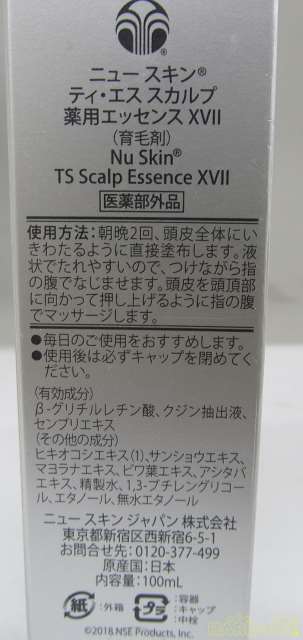 ニュー スキン®
ティ・エス スカルプ
薬用エッセンス XVII
（育毛剤）
Nu Skin®
TS Scalp Essence XVII
医薬部外品
使用方法：朝晩2回、頭皮全体にい
きわたるように直接塗布します。液
状でたれやすいので、つけながら指
の腹でなじませます。頭皮を頭頂部
に向かって押し上げるように指の腹
でマッサージします。
●毎日のご使用をおすすめします。
●使用後は必ずキャップを閉めてく
ださい。
（有効成分）
β-グリチルレチン酸、クジン抽出液、
センブリエキス
（その他の成分）
ヒキオコシエキス(1)、サンショウエキス、
マヨラナエキス、ビワ葉エキス、アシタバ
エキス、精製水、1,3-ブチレングリコー
ル、エタノール、無水エタノール
ニュー スキン ジャパン 株式会社
東京都新宿区西新宿6-5-1
お問合せ先：0120-377-499
原産国：日本
内容量：100mL
紙：外箱
プラ：容器
：キャップ
：中栓
©2018.NSE Products, Inc.